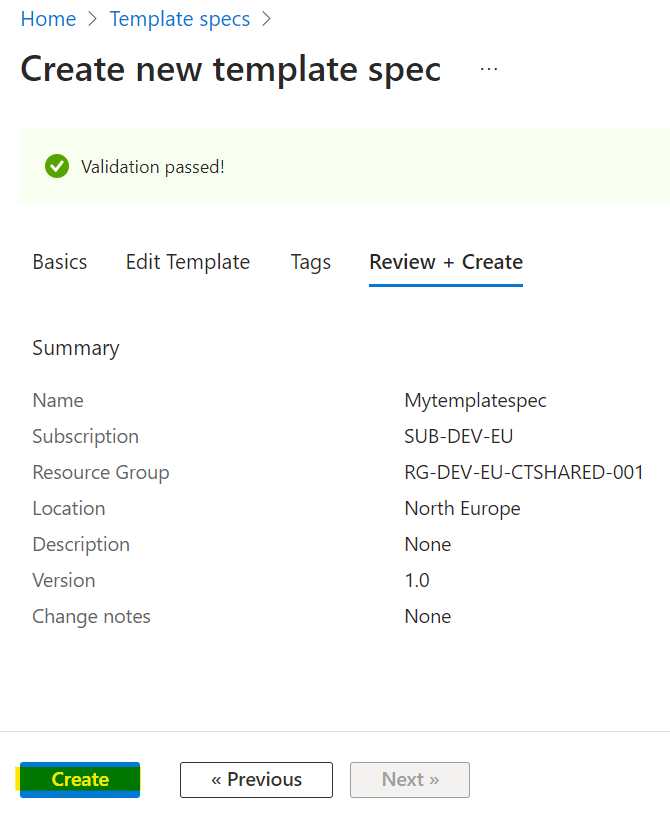 Home > Template specs >
Create new template spec ...
Validation passed!
Basics Edit Template Tags Review + Create
Summary
Name Mytemplatespec
Subscription SUB-DEV-EU
Resource Group RG-DEV-EU-CTSHARED-001
Location North Europe
Description None
Version 1.0
Change notes None
Create « Previous Next »